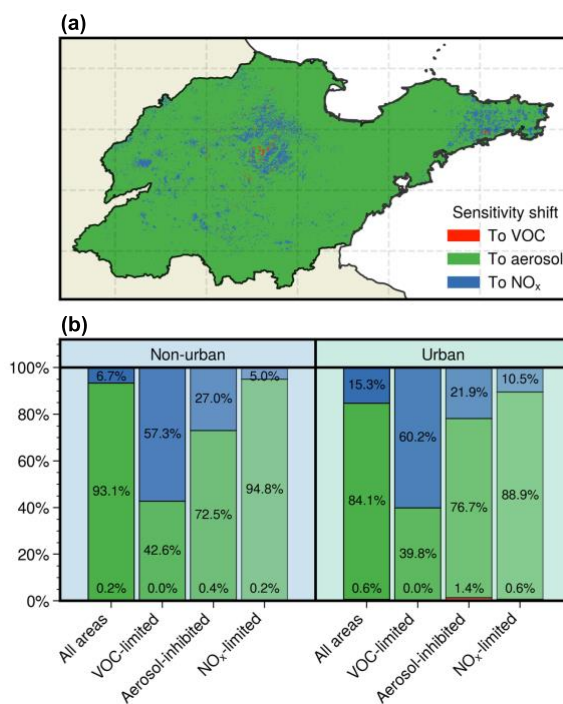 (a)
Sensitivity shift
To VOC
To aerosol
To NOₓ
(b)
Non-urban Urban
100%
80%
60%
40%
20%
0%
6.7% 57.3% 27.0% 5.0% 15.3% 60.2% 21.9% 10.5%
93.1% 42.6% 72.5% 94.8% 84.1% 39.8% 76.7% 88.9%
0.2% 0.0% 0.4% 0.2% 0.6% 0.0% 1.4% 0.6%
All areas VOC-limited Aerosol-inhibited NOₓ-limited All areas VOC-limited Aerosol-inhibited NOₓ-limited